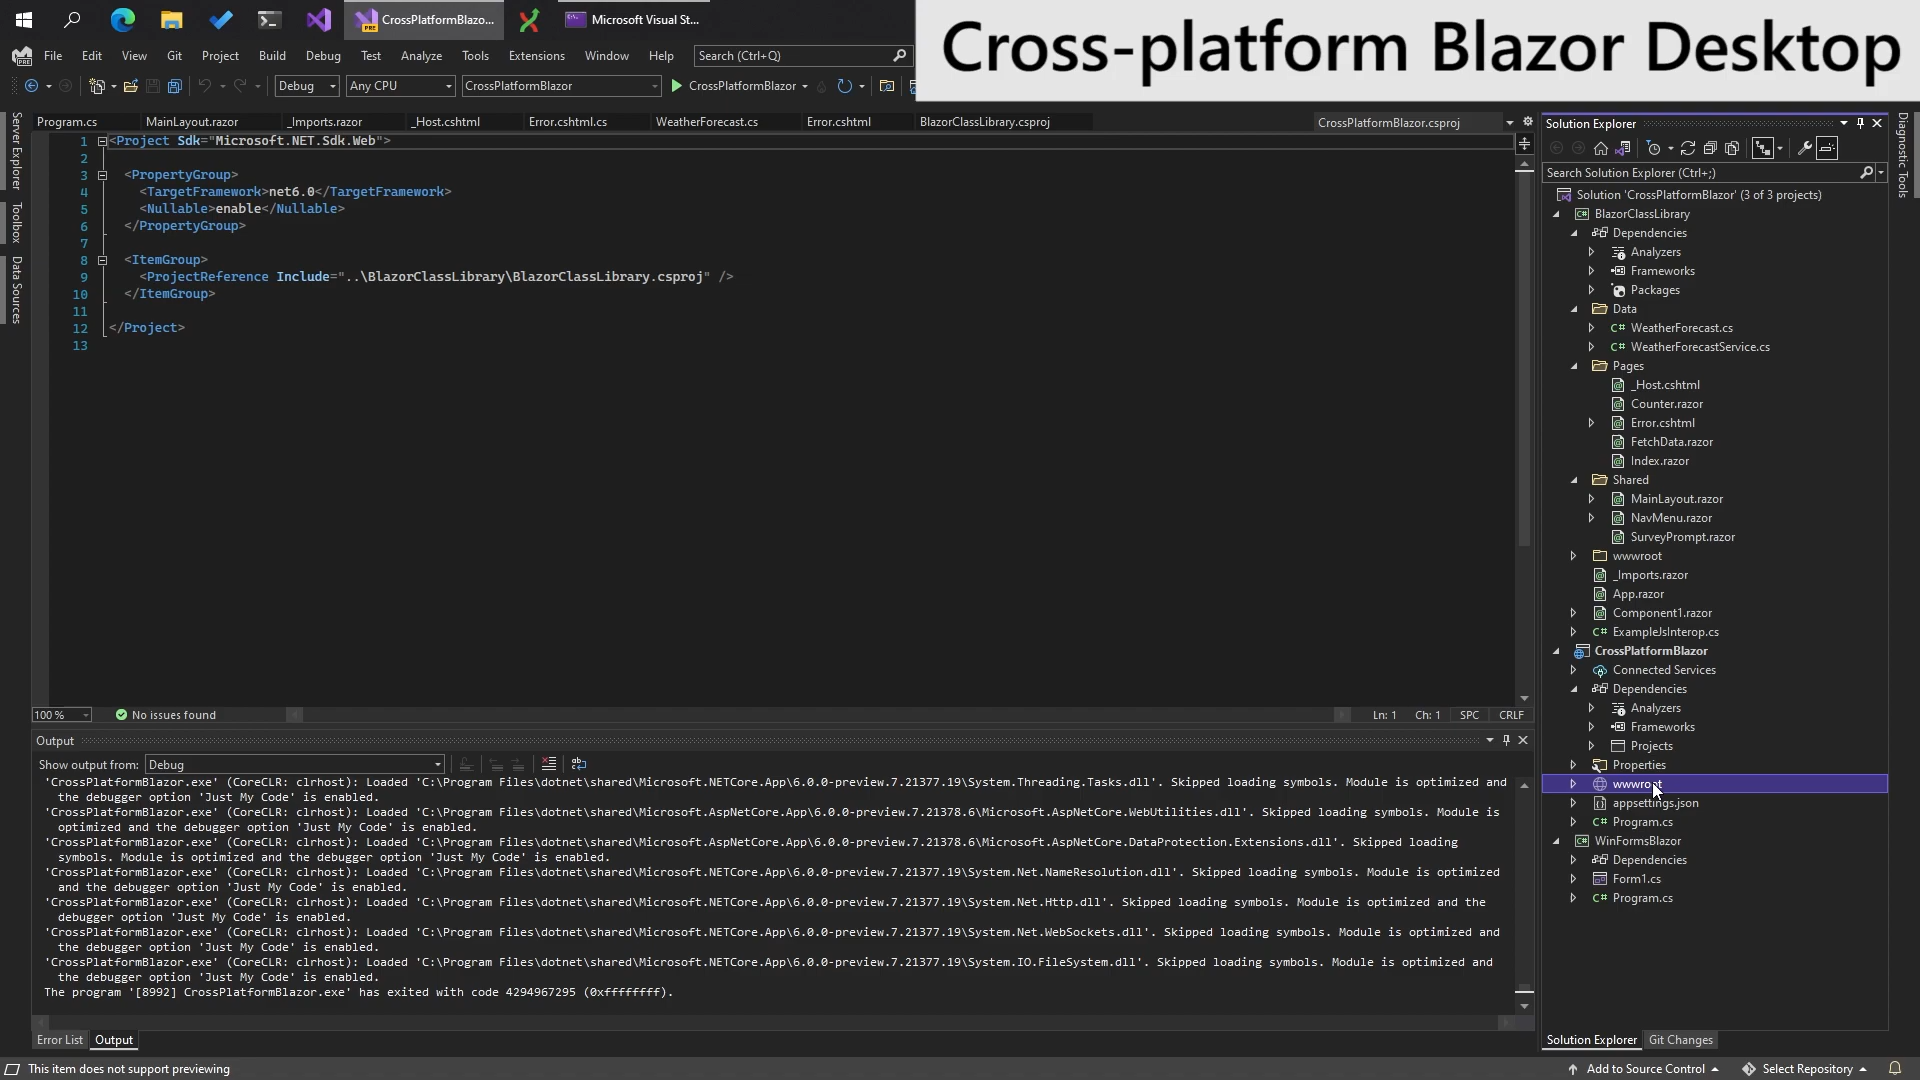 CrossPlatformBlazo...
Microsoft Visual St...
Cross-platform Blazor Desktop
File Edit View Git Project Build Debug Test Analyze Tools Extensions Window Help Search (Ctrl+Q)
Debug Any CPU CrossPlatformBlazor CrossPlatformBlazor
Server Explorer
Toolbox
Data Sources
Program.cs MainLayout.razor _Imports.razor _Host.cshtml Error.cshtml.cs WeatherForecast.cs Error.cshtml BlazorClassLibrary.csproj CrossPlatformBlazor.csproj
1 <Project Sdk="Microsoft.NET.Sdk.Web">
2
3 <PropertyGroup>
4 <TargetFramework>net6.0</TargetFramework>
5 <Nullable>enable</Nullable>
6 </PropertyGroup>
7
8 <ItemGroup>
9 <ProjectReference Include="..\BlazorClassLibrary\BlazorClassLibrary.csproj" />
10 </ItemGroup>
11
12 </Project>
13
100 % No issues found Ln: 1 Ch: 1 SPC CRLF
Output
Show output from: Debug
'CrossPlatformBlazor.exe' (CoreCLR: clrhost): Loaded 'C:\Program Files\dotnet\shared\Microsoft.NETCore.App\6.0.0-preview.7.21377.19\System.Threading.Tasks.dll'. Skipped loading symbols. Module is optimized and
the debugger option 'Just My Code' is enabled.
'CrossPlatformBlazor.exe' (CoreCLR: clrhost): Loaded 'C:\Program Files\dotnet\shared\Microsoft.AspNetCore.App\6.0.0-preview.7.21378.6\Microsoft.AspNetCore.WebUtilities.dll'. Skipped loading symbols. Module is
optimized and the debugger option 'Just My Code' is enabled.
'CrossPlatformBlazor.exe' (CoreCLR: clrhost): Loaded 'C:\Program Files\dotnet\shared\Microsoft.AspNetCore.App\6.0.0-preview.7.21378.6\Microsoft.AspNetCore.DataProtection.Extensions.dll'. Skipped loading
symbols. Module is optimized and the debugger option 'Just My Code' is enabled.
'CrossPlatformBlazor.exe' (CoreCLR: clrhost): Loaded 'C:\Program Files\dotnet\shared\Microsoft.NETCore.App\6.0.0-preview.7.21377.19\System.Net.NameResolution.dll'. Skipped loading symbols. Module is optimized
and the debugger option 'Just My Code' is enabled.
'CrossPlatformBlazor.exe' (CoreCLR: clrhost): Loaded 'C:\Program Files\dotnet\shared\Microsoft.NETCore.App\6.0.0-preview.7.21377.19\System.Net.Http.dll'. Skipped loading symbols. Module is optimized and the
debugger option 'Just My Code' is enabled.
'CrossPlatformBlazor.exe' (CoreCLR: clrhost): Loaded 'C:\Program Files\dotnet\shared\Microsoft.NETCore.App\6.0.0-preview.7.21377.19\System.Net.WebSockets.dll'. Skipped loading symbols. Module is optimized and
the debugger option 'Just My Code' is enabled.
'CrossPlatformBlazor.exe' (CoreCLR: clrhost): Loaded 'C:\Program Files\dotnet\shared\Microsoft.NETCore.App\6.0.0-preview.7.21377.19\System.IO.FileSystem.dll'. Skipped loading symbols. Module is optimized and
the debugger option 'Just My Code' is enabled.
The program '[8992] CrossPlatformBlazor.exe' has exited with code 4294967295 (0xffffffff).
Error List Output
Solution Explorer
Search Solution Explorer (Ctrl+;)
Solution 'CrossPlatformBlazor' (3 of 3 projects)
BlazorClassLibrary
Dependencies
Analyzers
Frameworks
Packages
Data
C# WeatherForecast.cs
C# WeatherForecastService.cs
Pages
_Host.cshtml
Counter.razor
Error.cshtml
FetchData.razor
Index.razor
Shared
MainLayout.razor
NavMenu.razor
SurveyPrompt.razor
wwwroot
_Imports.razor
App.razor
Component1.razor
C# ExampleJsInterop.cs
CrossPlatformBlazor
Connected Services
Dependencies
Analyzers
Frameworks
Projects
Properties
wwwroot
appsettings.json
C# Program.cs
WinFormsBlazor
Dependencies
Form1.cs
C# Program.cs
Solution Explorer Git Changes
Diagnostic Tools
This item does not support previewing
Add to Source Control Select Repository